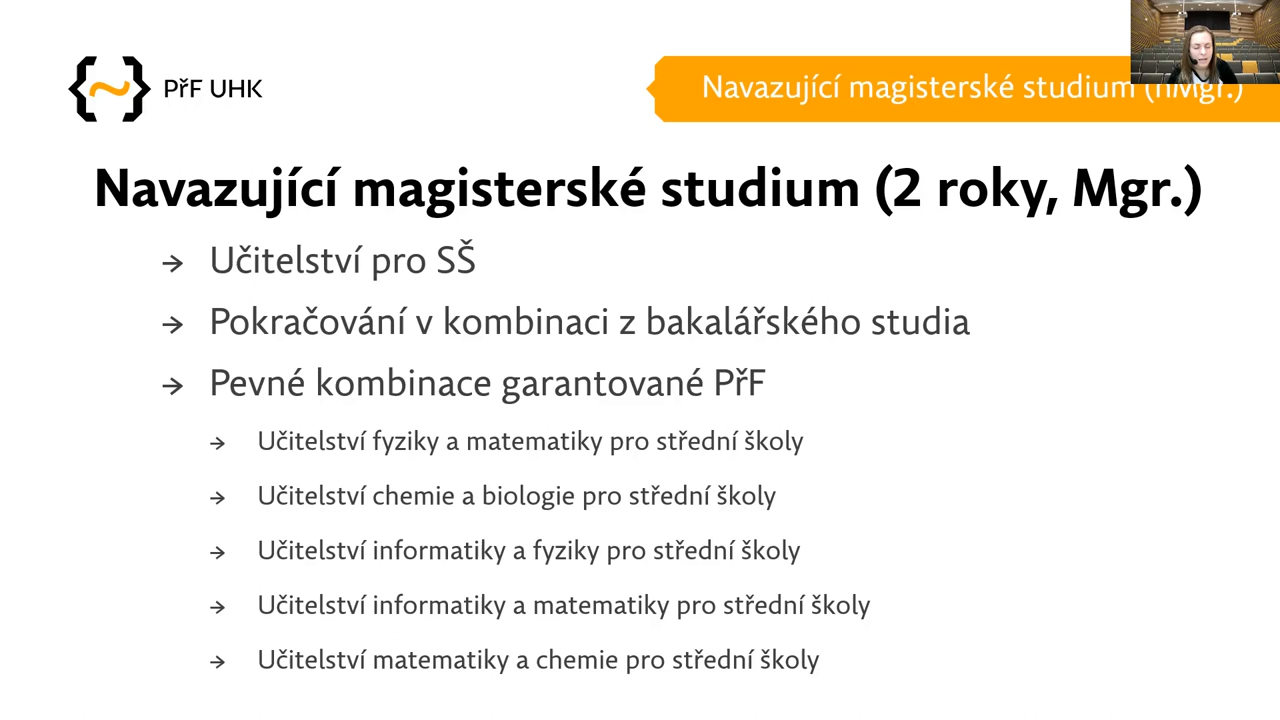 PřF UHK
Navazující magisterské studium (nMgr.)
Navazující magisterské studium (2 roky, Mgr.)
→ Učitelství pro SŠ
→ Pokračování v kombinaci z bakalářského studia
→ Pevné kombinace garantované PřF
→ Učitelství fyziky a matematiky pro střední školy
→ Učitelství chemie a biologie pro střední školy
→ Učitelství informatiky a fyziky pro střední školy
→ Učitelství informatiky a matematiky pro střední školy
→ Učitelství matematiky a chemie pro střední školy